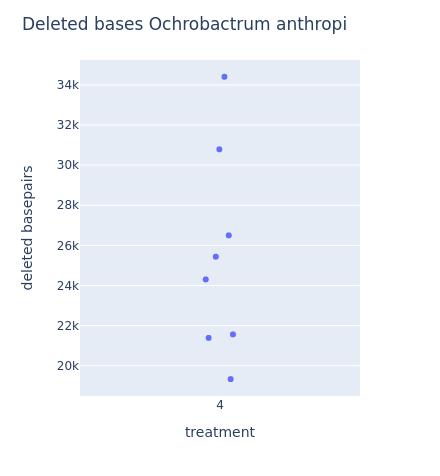 Deleted bases Ochrobactrum anthropi
34k
32k
30k
28k
26k
24k
22k
20k
deleted basepairs
4
treatment